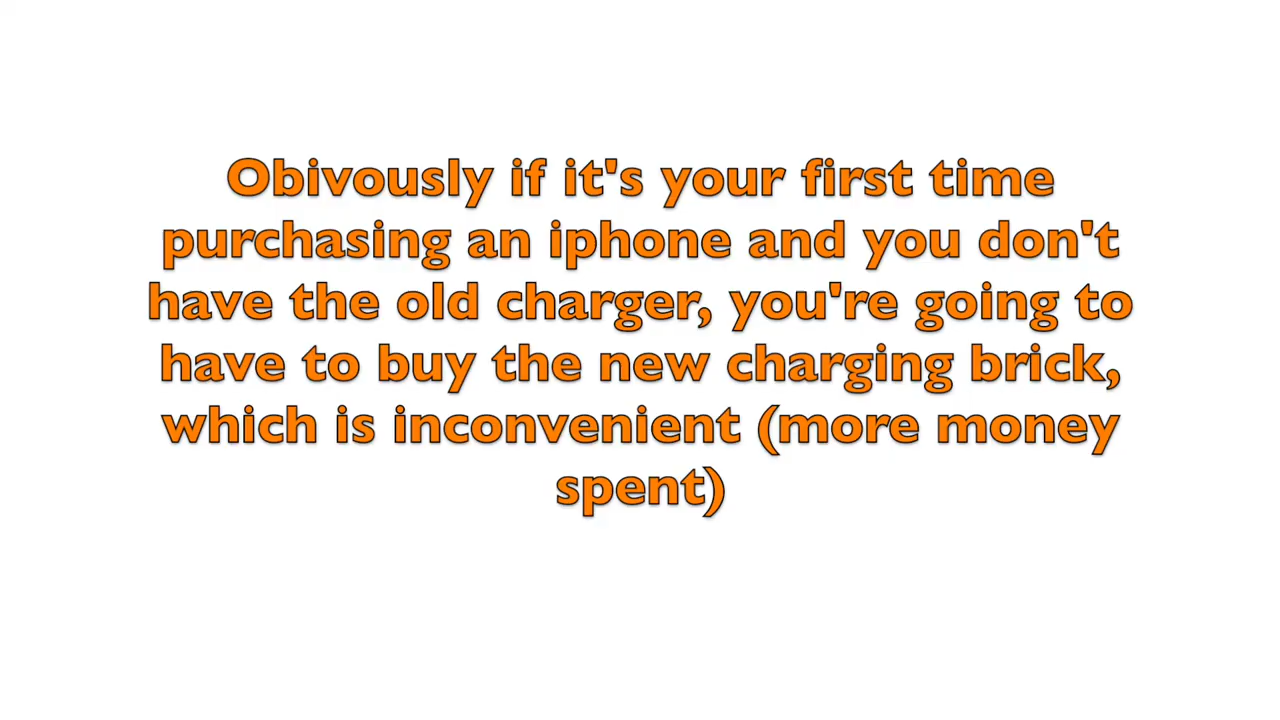 Obivously if it's your first time
purchasing an iphone and you don't
have the old charger, you're going to
have to buy the new charging brick,
which is inconvenient (more money
spent)